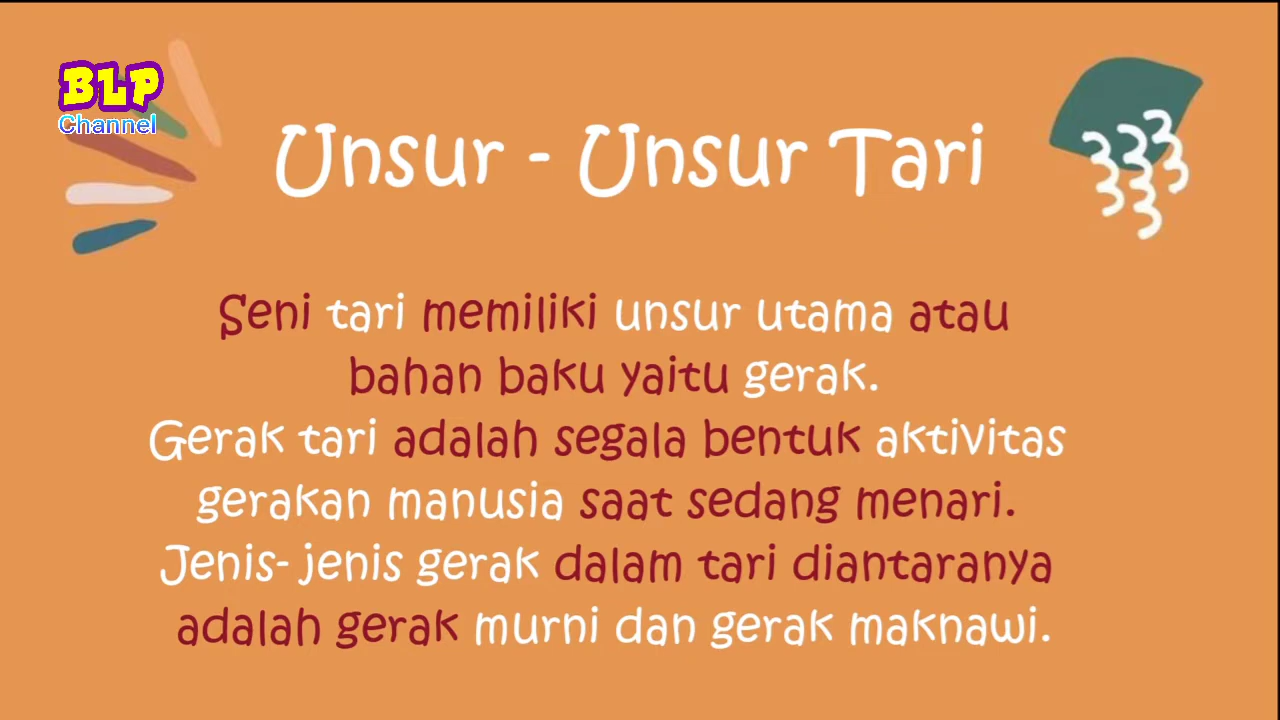 BLP
Channel
Unsur - Unsur Tari
Seni tari memiliki unsur utama atau
bahan baku yaitu gerak.
Gerak tari adalah segala bentuk aktivitas
gerakan manusia saat sedang menari.
Jenis- jenis gerak dalam tari diantaranya
adalah gerak murni dan gerak maknawi.